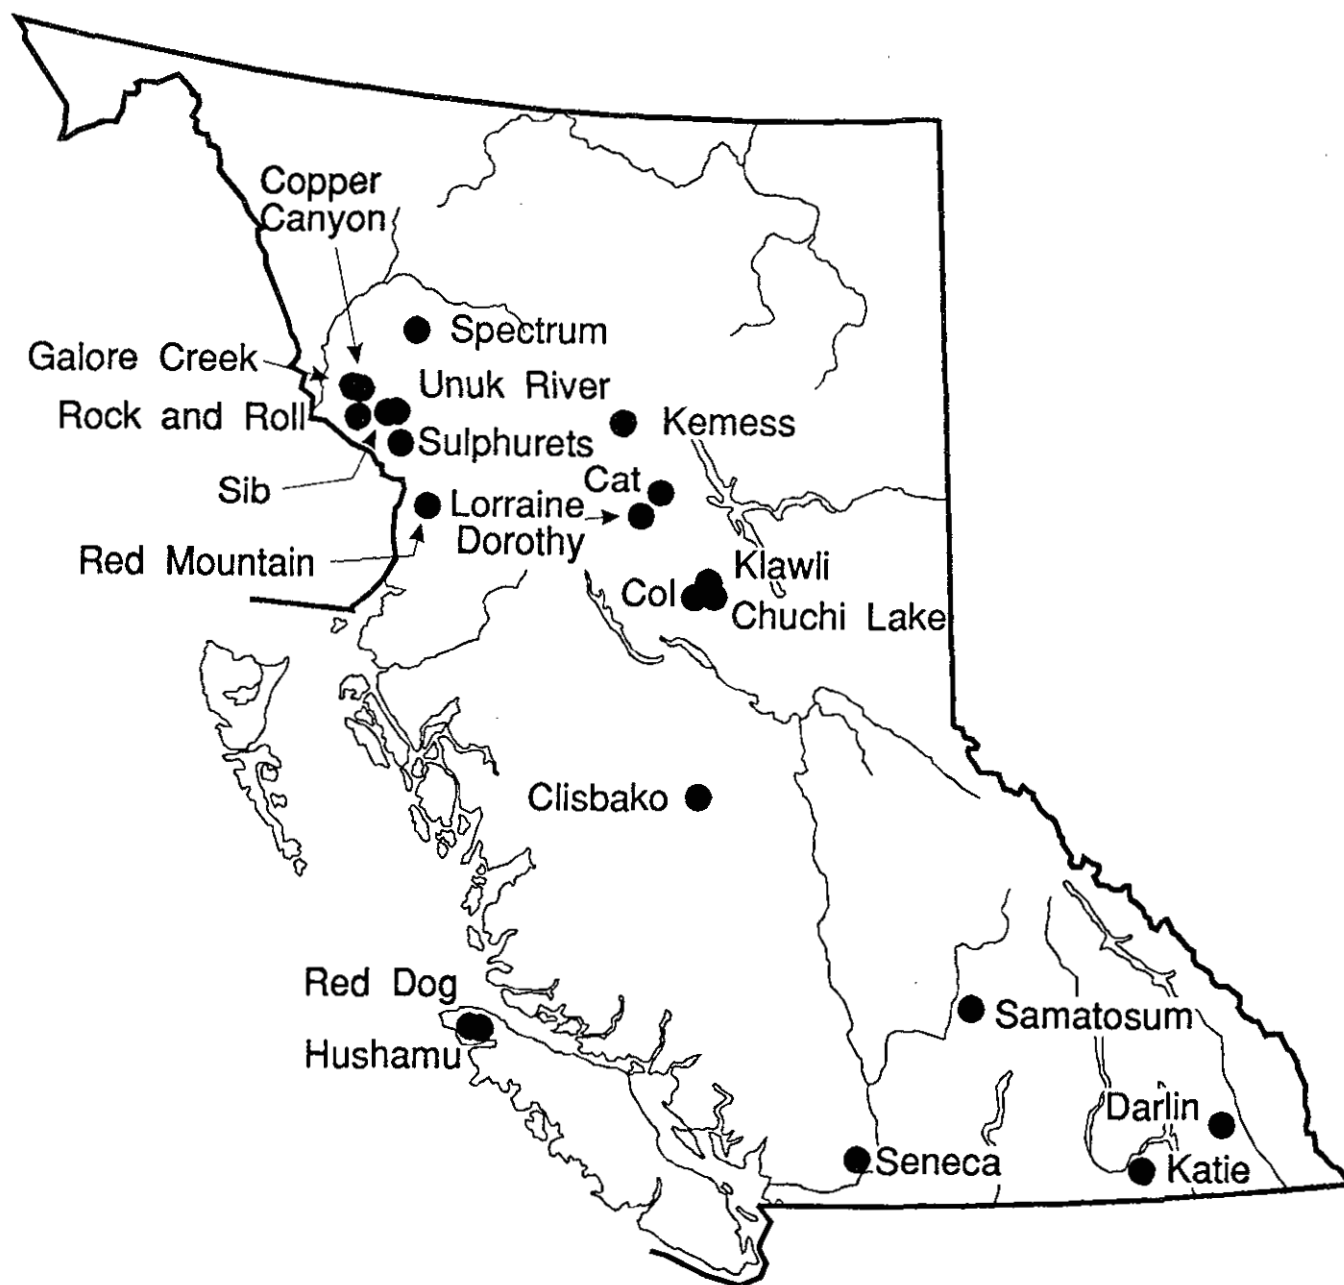 Copper
Canyon
Spectrum
Galore Creek
Unuk River
Rock and Roll
Kemess
Sulphurets
Cat
Sib
Lorraine
Dorothy
Red Mountain
Klawli
Col
Chuchi Lake
Clisbako
Red Dog
Samatosum
Hushamu
Darlin
Seneca
Katie